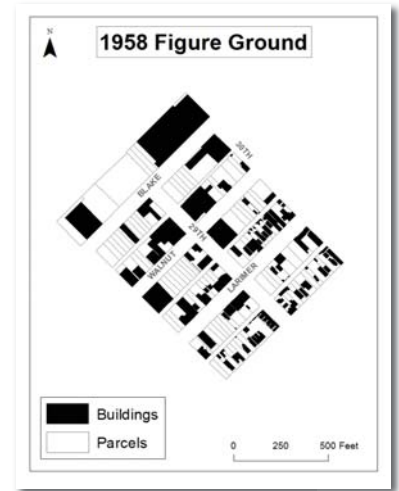 N
1958 Figure Ground
30TH
BLAKE
29TH
WALNUT
LARIMER
Buildings
Parcels
0 250 500 Feet